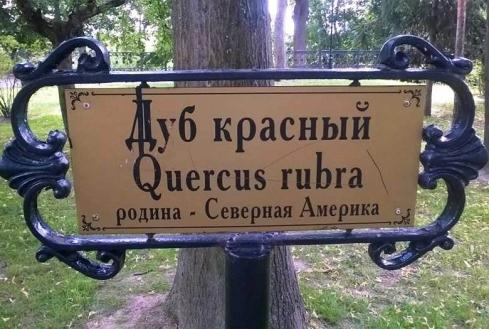 Дуб красный
Quercus rubra
родина - Северная Америка